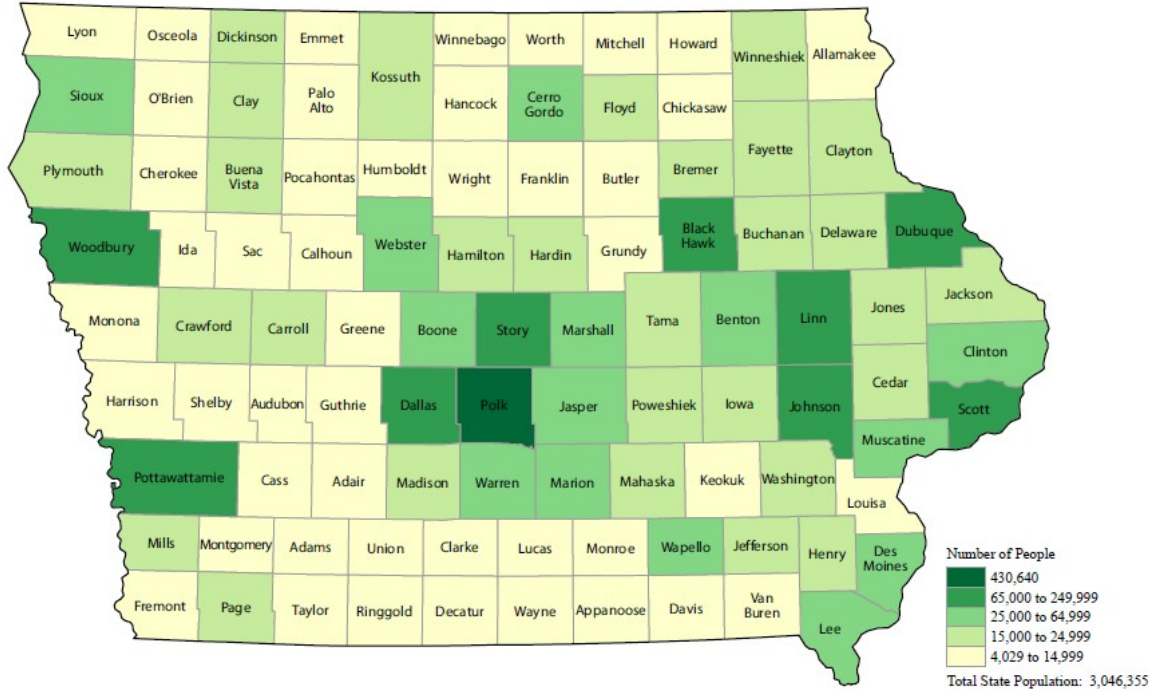 Lyon
Osceola
Dickinson
Emmet
Kossuth
Winnebago
Worth
Mitchell
Howard
Winneshiek
Allamakee
Sioux
O'Brien
Clay
Palo
Alto
Hancock
Cerro
Gordo
Floyd
Chickasaw
Plymouth
Cherokee
Buena
Vista
Pocahontas
Humboldt
Wright
Franklin
Butler
Bremer
Fayette
Clayton
Woodbury
Ida
Sac
Calhoun
Webster
Hamilton
Hardin
Grundy
Black
Hawk
Buchanan
Delaware
Dubuque
Monona
Crawford
Carroll
Greene
Boone
Story
Marshall
Tama
Benton
Linn
Jones
Jackson
Clinton
Harrison
Shelby
Audubon
Guthrie
Dallas
Polk
Jasper
Poweshiek
Iowa
Johnson
Cedar
Scott
Muscatine
Pottawattamie
Cass
Adair
Madison
Warren
Marion
Mahaska
Keokuk
Washington
Louisa
Mills
Montgomery
Adams
Union
Clarke
Lucas
Monroe
Wapello
Jefferson
Henry
Des
Moines
Fremont
Page
Taylor
Ringgold
Decatur
Wayne
Appanoose
Davis
Van
Buren
Lee
Number of People
430,640
65,000 to 249,999
25,000 to 64,999
15,000 to 24,999
4,029 to 14,999
Total State Population: 3,046,355